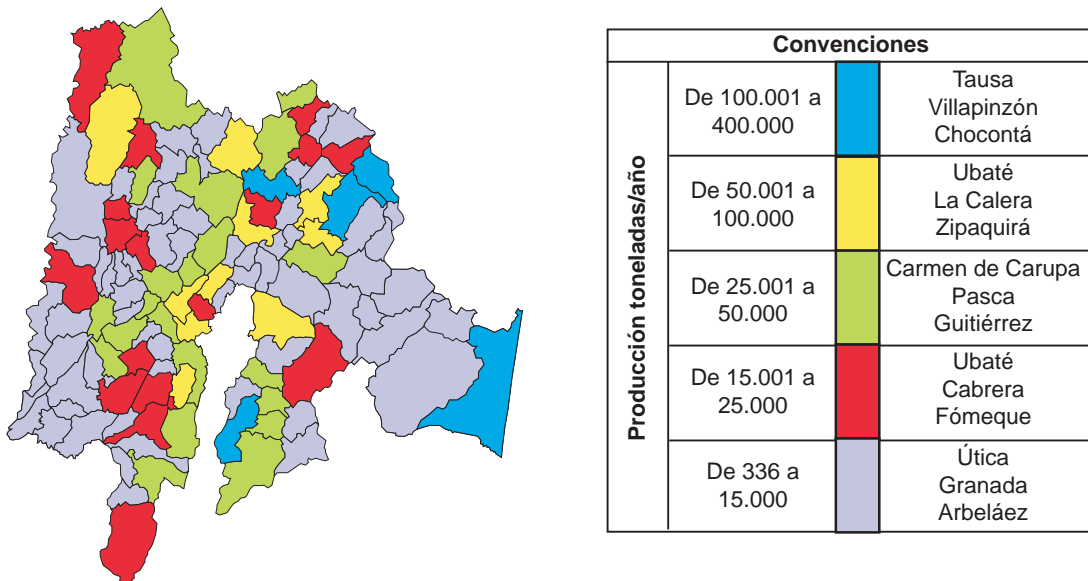 Convenciones
Producción toneladas/año
De 100.001 a
400.000
Tausa
Villapinzón
Chocontá
De 50.001 a
100.000
Ubaté
La Calera
Zipaquirá
De 25.001 a
50.000
Carmen de Carupa
Pasca
Guitiérrez
De 15.001 a
25.000
Ubaté
Cabrera
Fómeque
De 336 a
15.000
Útica
Granada
Arbeláez